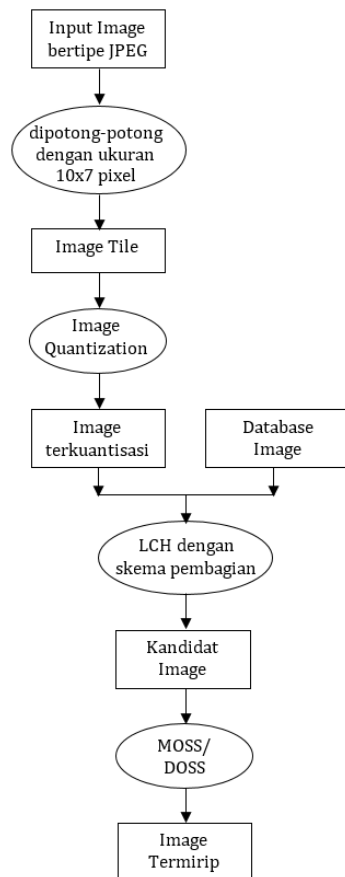 Input Image
bertipe JPEG
dipotong-potong
dengan ukuran
10x7 pixel
Image Tile
Image
Quantization
Image
terkuantisasi
Database
Image
LCH dengan
skema pembagian
Kandidat
Image
MOSS/
DOSS
Image
Termirip